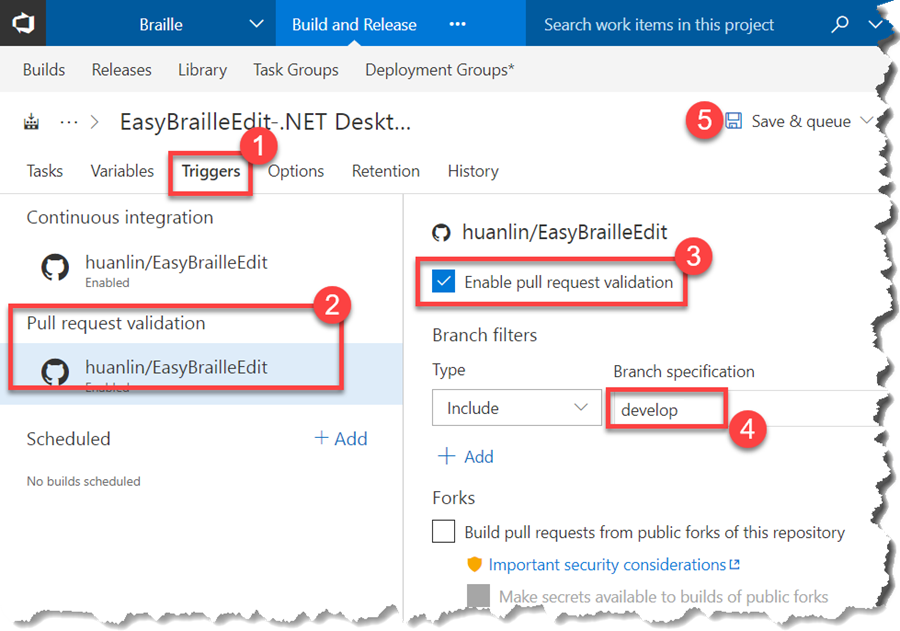 Braille
Build and Release
Search work items in this project
Builds Releases Library Task Groups Deployment Groups*
EasyBrailleEdit-.NET Deskt...
5 Save & queue
1
Tasks Variables Triggers Options Retention History
Continuous integration
huanlin/EasyBrailleEdit
Enabled
2
Pull request validation
huanlin/EasyBrailleEdit
Enabled
Scheduled
+ Add
No builds scheduled
huanlin/EasyBrailleEdit
3
Enable pull request validation
Branch filters
Type Branch specification
Include develop
4
+ Add
Forks
Build pull requests from public forks of this repository
Important security considerations
Make secrets available to builds of public forks